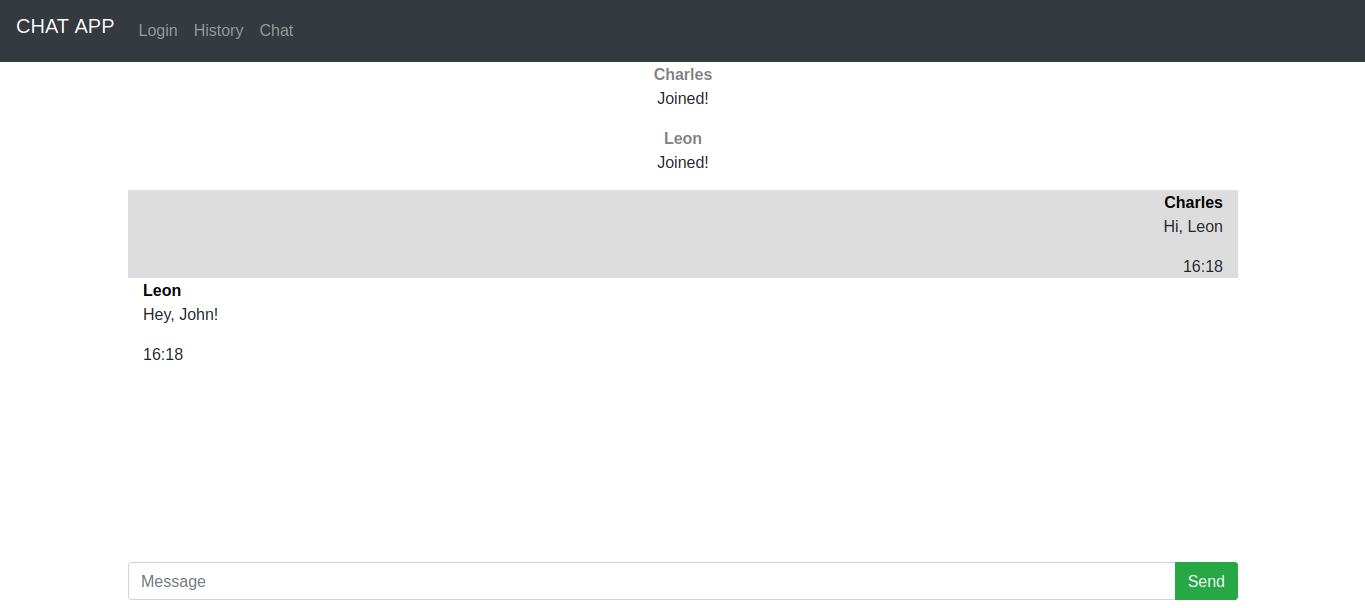 CHAT APP Login History Chat
Charles
Joined!
Leon
Joined!
Charles
Hi, Leon
16:18
Leon
Hey, John!
16:18
Message Send